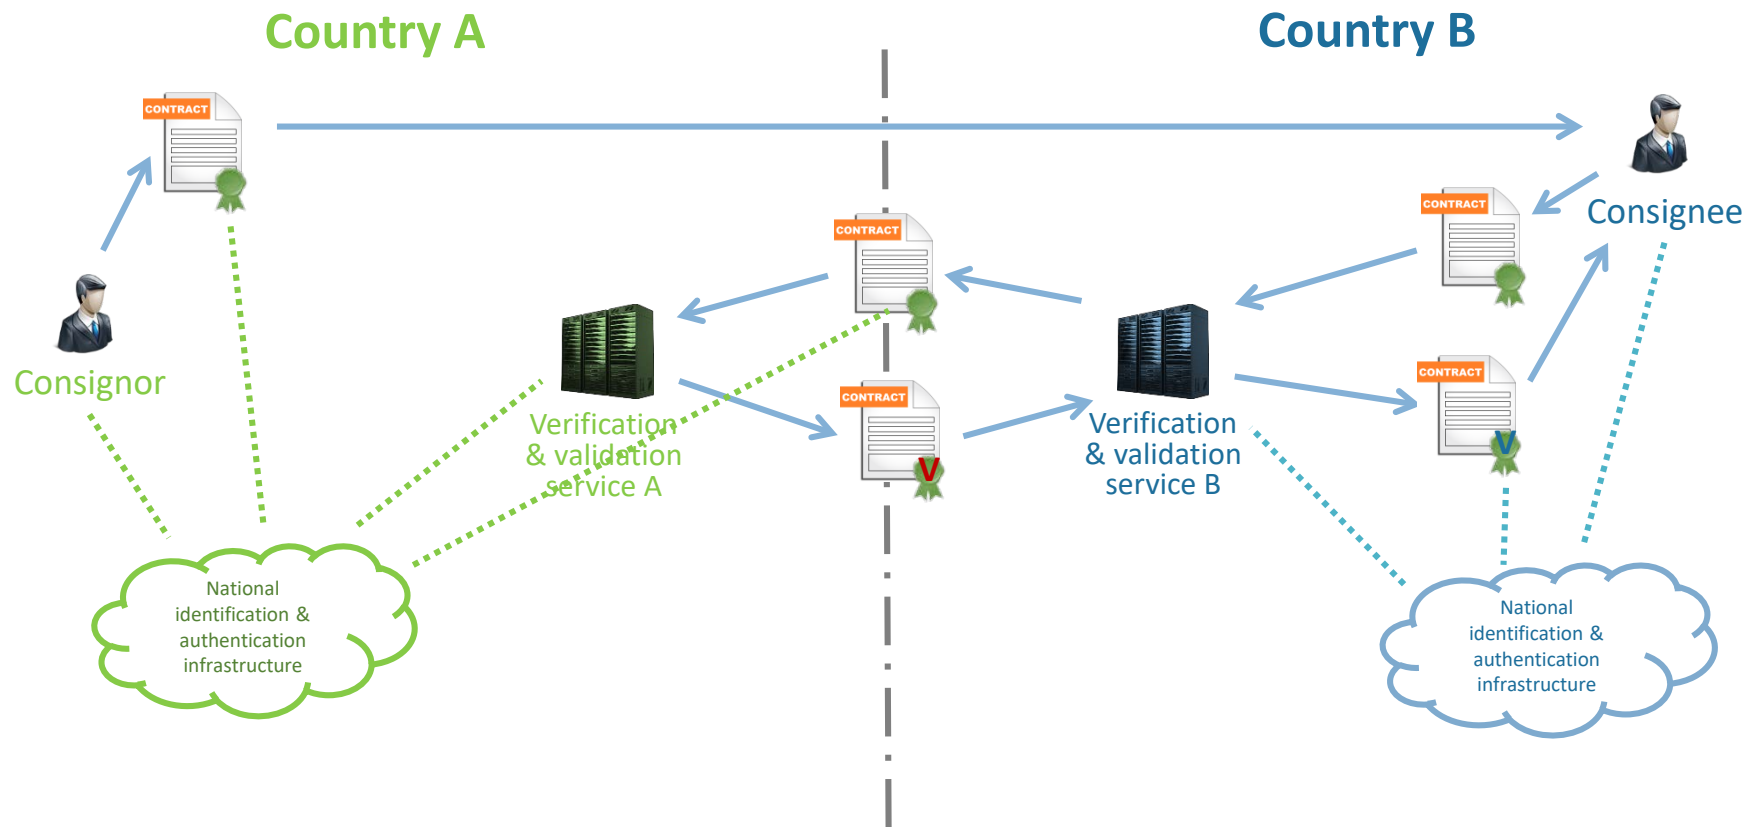 Country A
Country B
CONTRACT
CONTRACT
Consignee
CONTRACT
Consignor
CONTRACT
CONTRACT
Verification
& validation
service A
V
Verification
& validation
service B
V
National
identification &
authentication
infrastructure
National
identification &
authentication
infrastructure